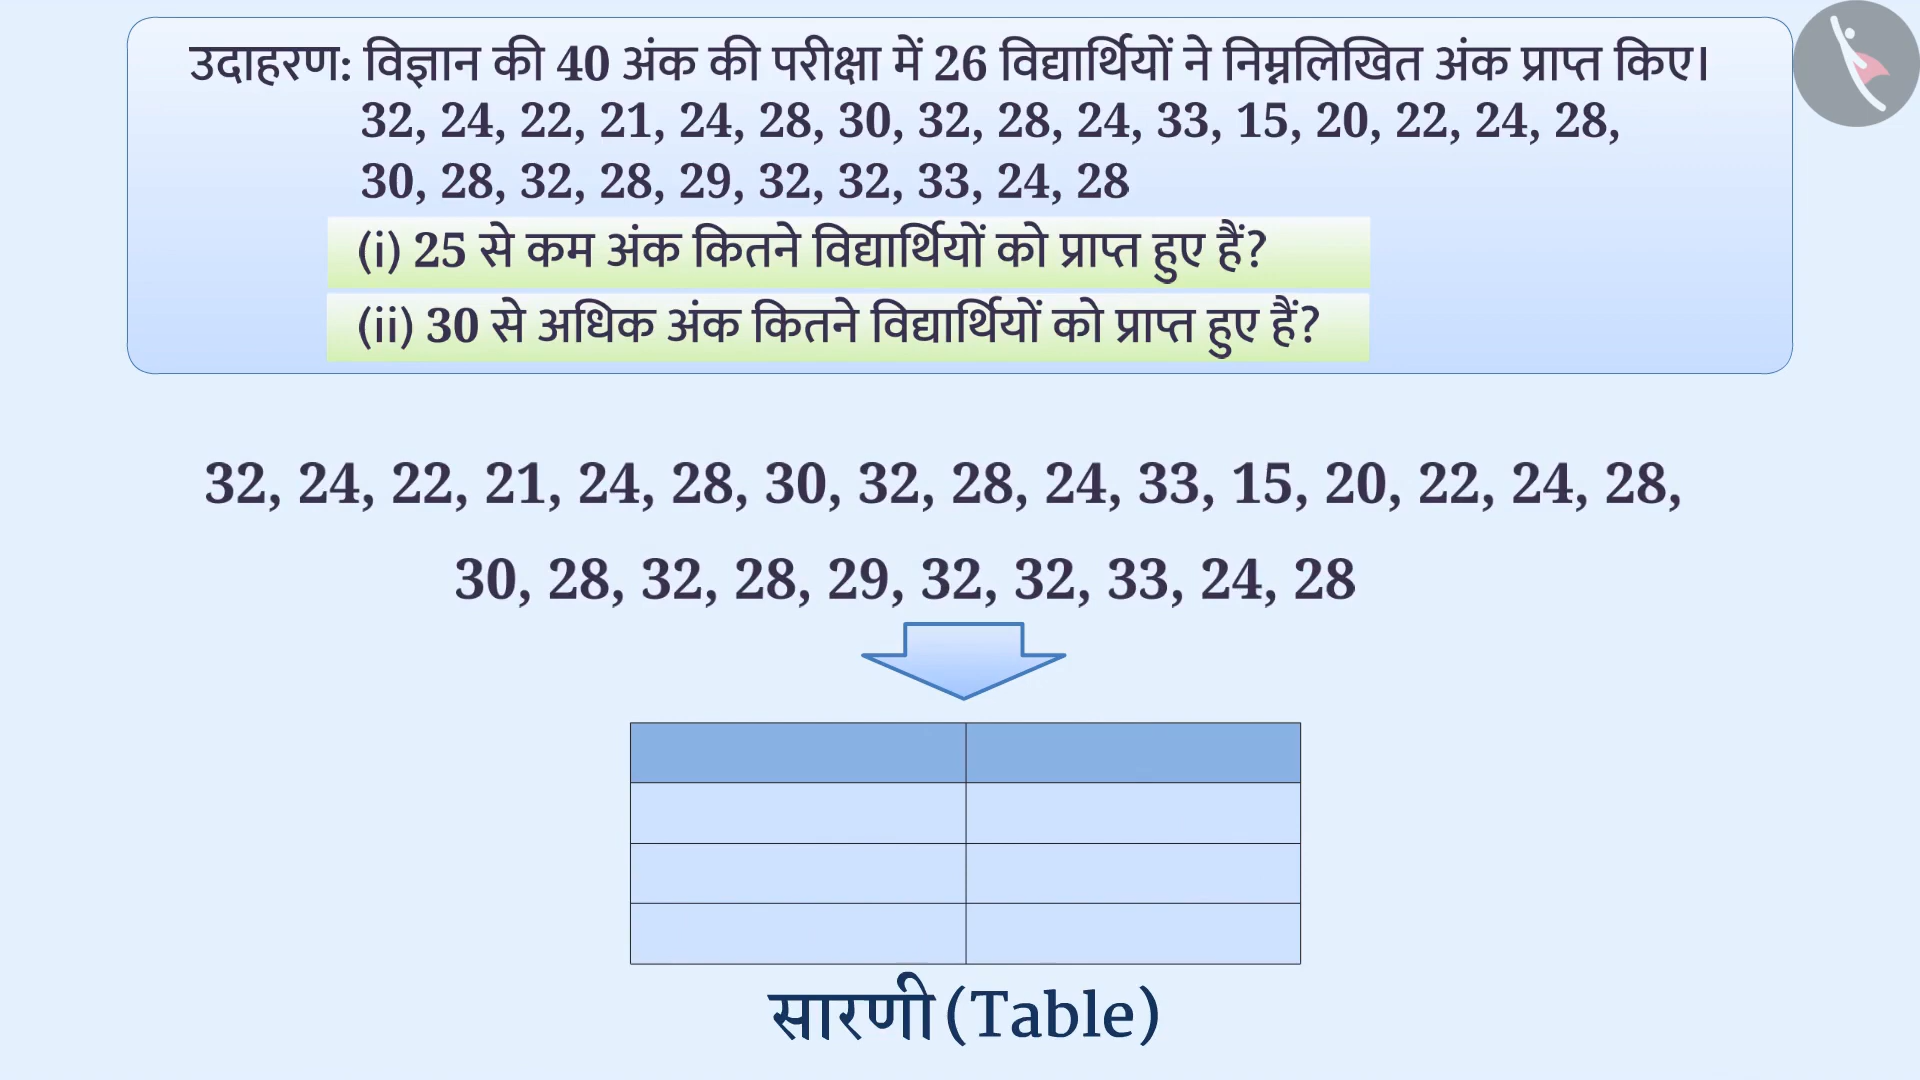 उदाहरण: विज्ञान की 40 अंक की परीक्षा में 26 विद्यार्थियों ने निम्नलिखित अंक प्राप्त किए।
32, 24, 22, 21, 24, 28, 30, 32, 28, 24, 33, 15, 20, 22, 24, 28,
30, 28, 32, 28, 29, 32, 32, 33, 24, 28
(i) 25 से कम अंक कितने विद्यार्थियों को प्राप्त हुए हैं?
(ii) 30 से अधिक अंक कितने विद्यार्थियों को प्राप्त हुए हैं?
32, 24, 22, 21, 24, 28, 30, 32, 28, 24, 33, 15, 20, 22, 24, 28,
30, 28, 32, 28, 29, 32, 32, 33, 24, 28
सारणी (Table)